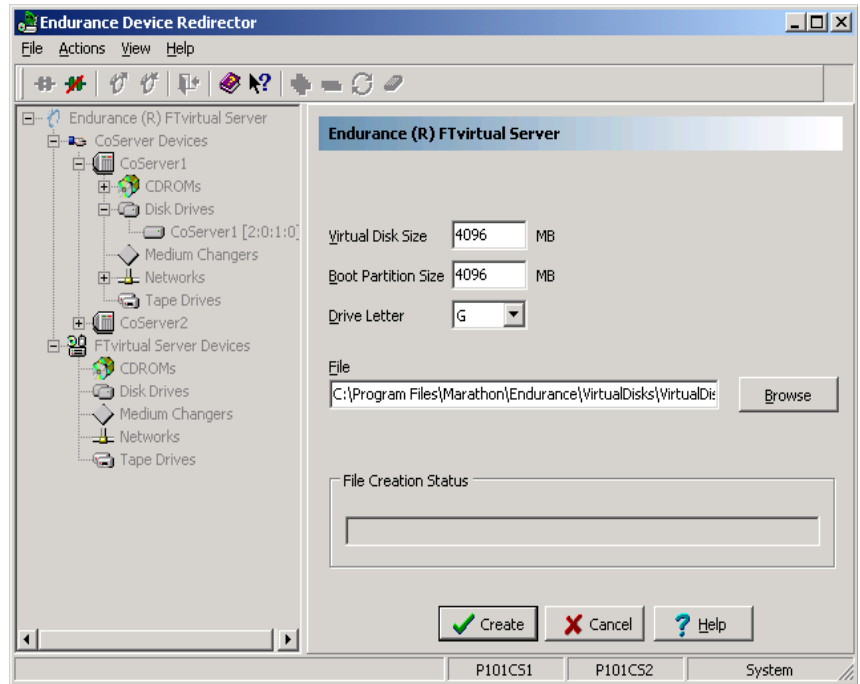 Endurance Device Redirector
File Actions View Help
Endurance (R) FTvirtual Server
CoServer Devices
CoServer1
CDROMs
Disk Drives
CoServer1 [2:0:1:0]
Medium Changers
Networks
Tape Drives
CoServer2
FTvirtual Server Devices
CDROMs
Disk Drives
Medium Changers
Networks
Tape Drives
Endurance (R) FTvirtual Server
Virtual Disk Size 4096 MB
Boot Partition Size 4096 MB
Drive Letter G
File
C:\Program Files\Marathon\Endurance\VirtualDisks\VirtualDis
Browse
File Creation Status
Create Cancel Help
P101CS1 P101CS2 System